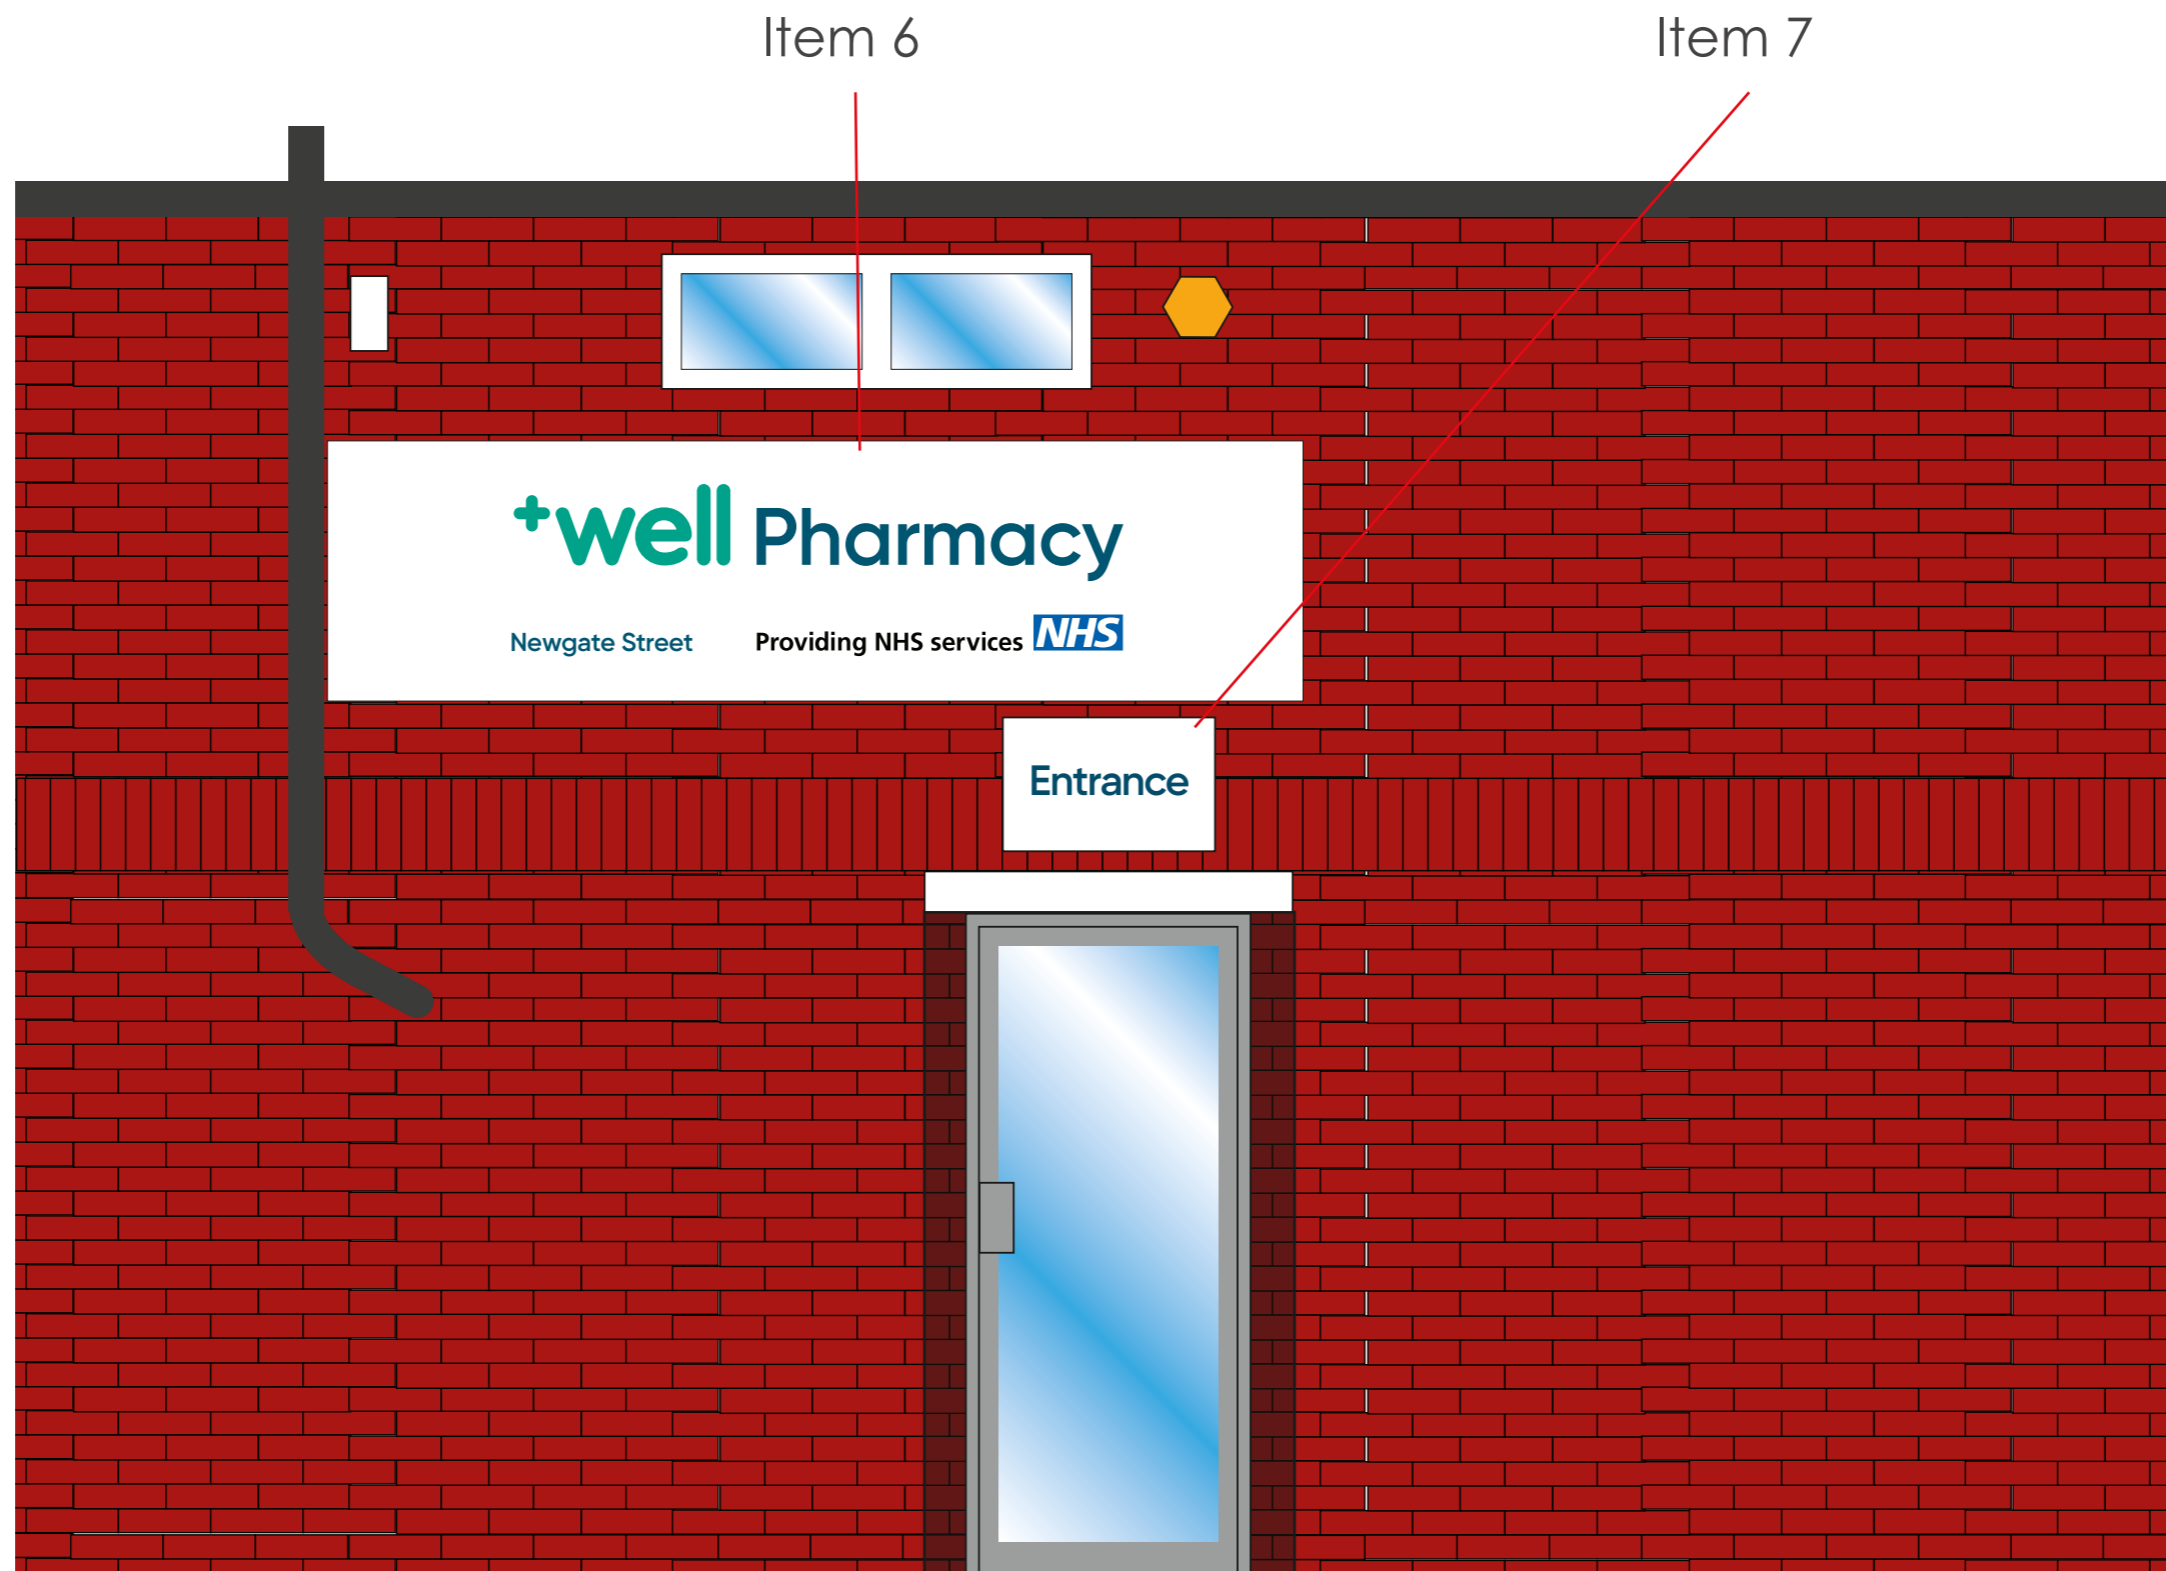 Item 6
Item 7
+well Pharmacy
Newgate Street
Providing NHS services NHS
Entrance